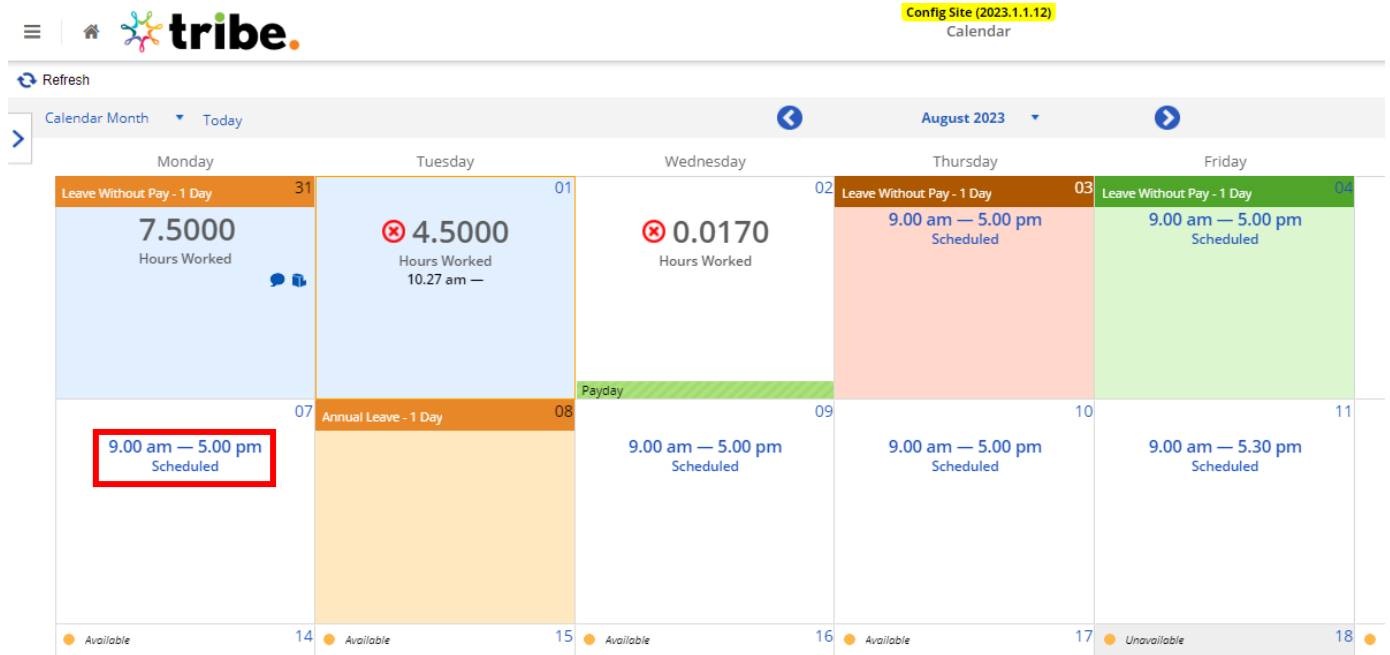 tribe.
Config Site (2023.1.1.12)
Calendar
Refresh
Calendar Month
Today
August 2023
Monday
Tuesday
Wednesday
Thursday
Friday
Leave Without Pay - 1 Day
31
7.5000
Hours Worked
01
4.5000
Hours Worked
10.27 am —
02
0.0170
Hours Worked
Payday
Leave Without Pay - 1 Day
03
9.00 am — 5.00 pm
Scheduled
Leave Without Pay - 1 Day
04
9.00 am — 5.00 pm
Scheduled
07
9.00 am — 5.00 pm
Scheduled
Annual Leave - 1 Day
08
09
9.00 am — 5.00 pm
Scheduled
10
9.00 am — 5.00 pm
Scheduled
11
9.00 am — 5.30 pm
Scheduled
Available
14
Available
15
Available
16
Available
17
Unavailable
18